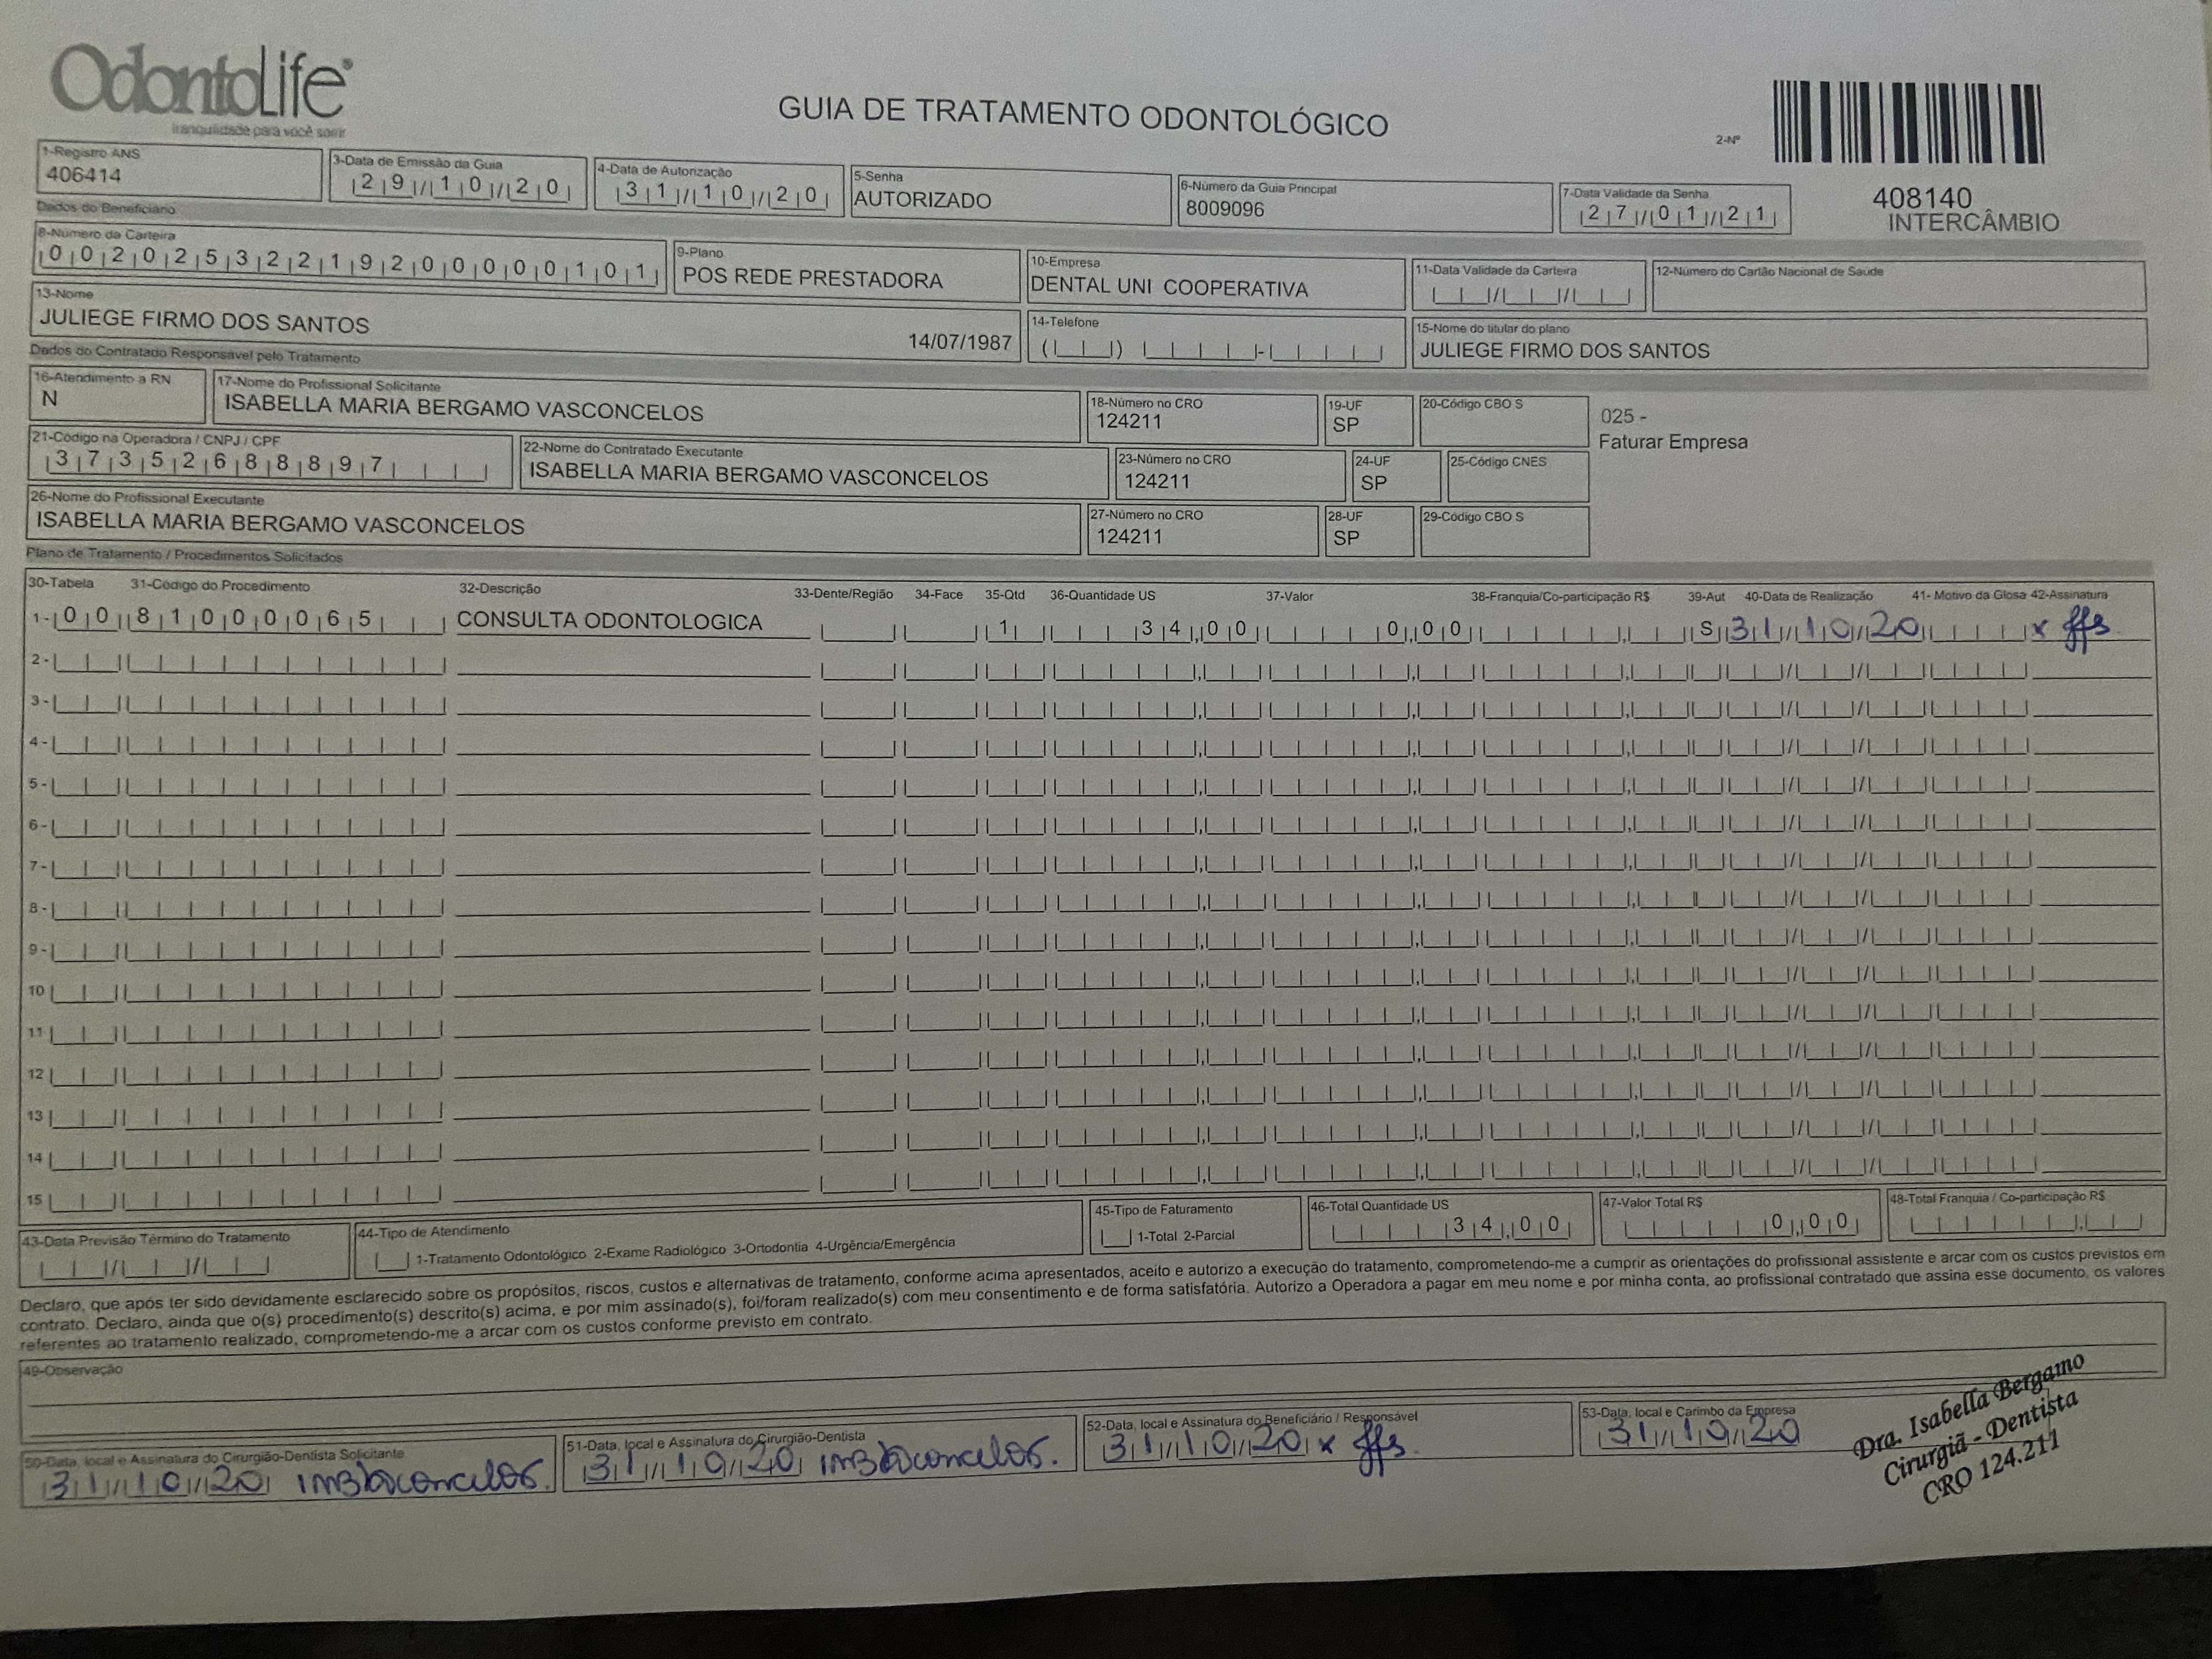 OdontoLife®
tranquilidade para você sorrir
GUIA DE TRATAMENTO ODONTOLÓGICO
2-Nº
408140
INTERCÂMBIO
1-Registro ANS
406414
3-Data de Emissão da Guia
29/10/20
4-Data de Autorização
31/10/20
5-Senha
AUTORIZADO
6-Número da Guia Principal
8009096
7-Data Validade da Senha
27/01/21
Dados do Beneficiário
8-Número da Carteira
00202532219200000101
9-Plano
POS REDE PRESTADORA
10-Empresa
DENTAL UNI COOPERATIVA
11-Data Validade da Carteira
12-Número do Cartão Nacional de Saúde
13-Nome
JULIEGE FIRMO DOS SANTOS 14/07/1987
14-Telefone
15-Nome do titular do plano
JULIEGE FIRMO DOS SANTOS
Dados do Contratado Responsável pelo Tratamento
16-Atendimento a RN
N
17-Nome do Profissional Solicitante
ISABELLA MARIA BERGAMO VASCONCELOS
18-Número no CRO
124211
19-UF
SP
20-Código CBO S
025 -
Faturar Empresa
21-Código na Operadora / CNPJ / CPF
37352688897
22-Nome do Contratado Executante
ISABELLA MARIA BERGAMO VASCONCELOS
23-Número no CRO
124211
24-UF
SP
25-Código CNES
26-Nome do Profissional Executante
ISABELLA MARIA BERGAMO VASCONCELOS
27-Número no CRO
124211
28-UF
SP
29-Código CBO S
Plano de Tratamento / Procedimentos Solicitados
30-Tabela 31-Código do Procedimento 32-Descrição 33-Dente/Região 34-Face 35-Qtd 36-Quantidade US 37-Valor 38-Franquia/Co-participação R$ 39-Aut 40-Data de Realização 41- Motivo da Glosa 42-Assinatura
1- 00 81000065 CONSULTA ODONTOLOGICA 1 34,00 0,00 S 31/10/20 x ffs
2-
3-
4-
5-
6-
7-
8-
9-
10
11
12
13
14
15
43-Data Previsão Término do Tratamento
44-Tipo de Atendimento
1-Tratamento Odontológico 2-Exame Radiológico 3-Ortodontia 4-Urgência/Emergência
45-Tipo de Faturamento
1-Total 2-Parcial
46-Total Quantidade US
34,00
47-Valor Total R$
0,00
48-Total Franquia / Co-participação R$
Declaro, que após ter sido devidamente esclarecido sobre os propósitos, riscos, custos e alternativas de tratamento, conforme acima apresentados, aceito e autorizo a execução do tratamento, comprometendo-me a cumprir as orientações do profissional assistente e arcar com os custos previstos em
contrato. Declaro, ainda que o(s) procedimento(s) descrito(s) acima, e por mim assinado(s), foi/foram realizado(s) com meu consentimento e de forma satisfatória. Autorizo a Operadora a pagar em meu nome e por minha conta, ao profissional contratado que assina esse documento, os valores
referentes ao tratamento realizado, comprometendo-me a arcar com os custos conforme previsto em contrato.
49-Observação
50-Data, local e Assinatura do Cirurgião-Dentista Solicitante
31/10/20 IMBVasconcelos.
51-Data, local e Assinatura do Cirurgião-Dentista
31/10/20 IMBVasconcelos.
52-Data, local e Assinatura do Beneficiário / Responsável
31/10/20 x ffs
53-Data, local e Carimbo da Empresa
31/10/20
Dra. Isabella Bergamo
Cirurgiã - Dentista
CRO 124.211